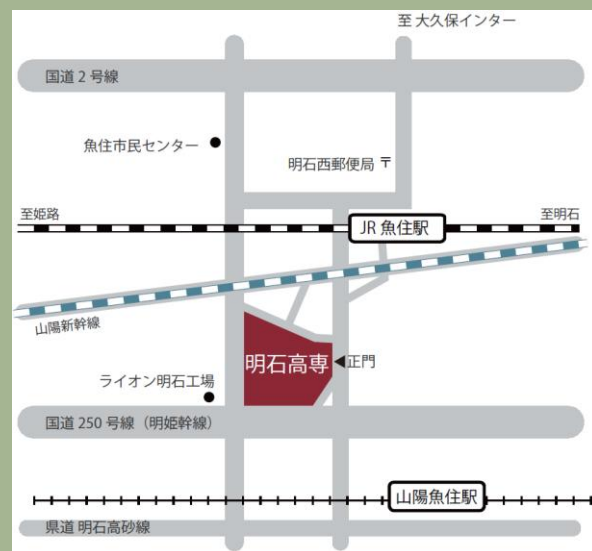 至 大久保インター
国道 2 号線
魚住市民センター
明石西郵便局 〒
至姫路
JR 魚住駅
至明石
山陽新幹線
明石高専
正門
ライオン明石工場
国道 250 号線（明姫幹線）
山陽魚住駅
県道 明石高砂線